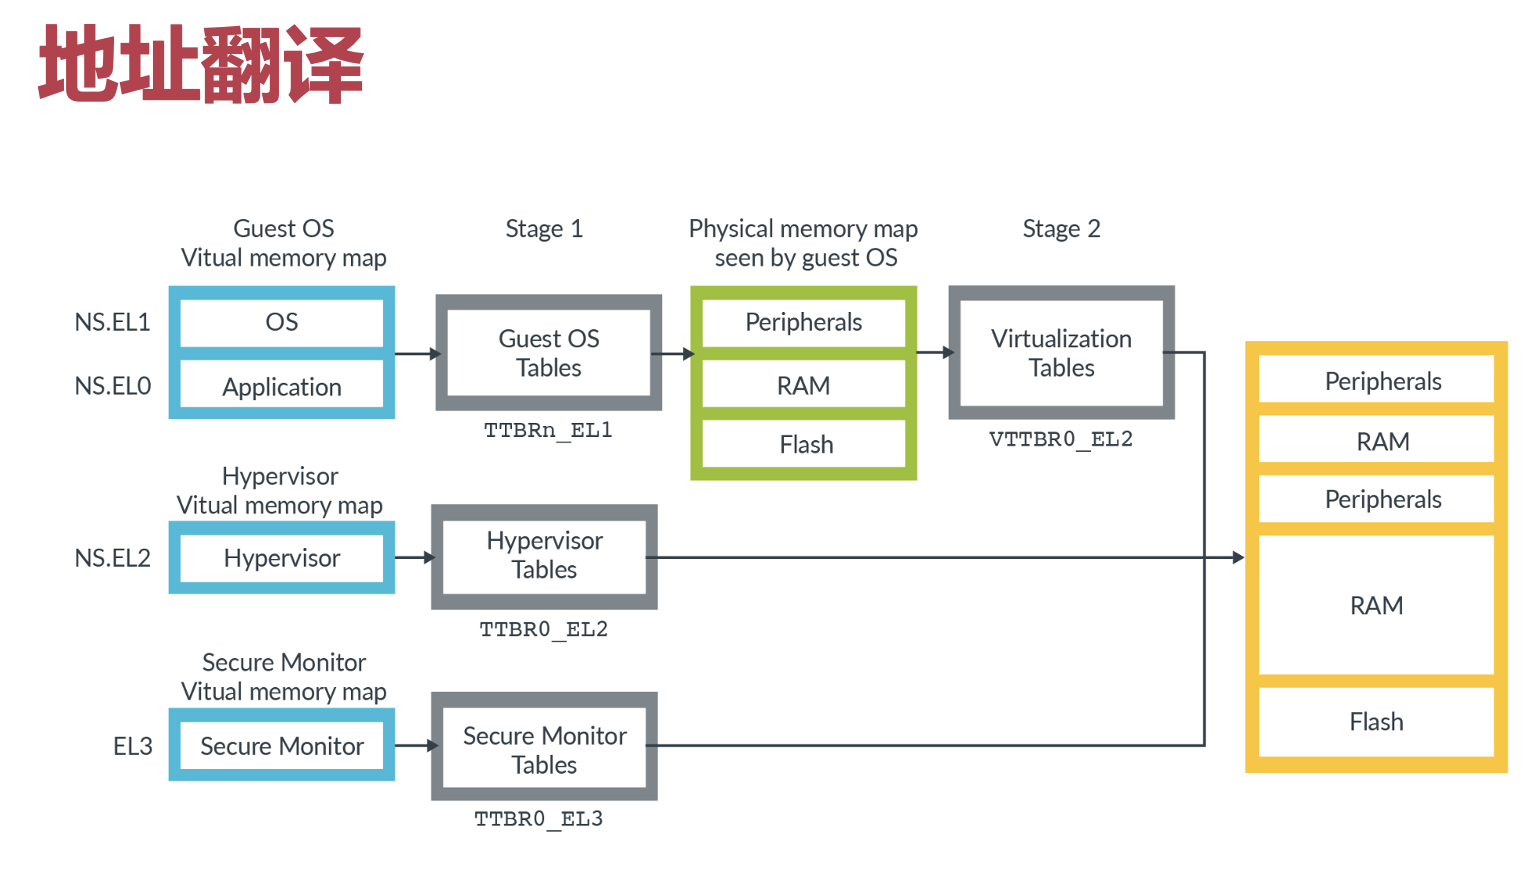 地址翻译
Guest OS
Vitual memory map
Stage 1
Physical memory map
seen by guest OS
Stage 2
NS.EL1
OS
NS.EL0
Application
Guest OS
Tables
TTBRn_EL1
Peripherals
RAM
Flash
Virtualization
Tables
VTTBR0_EL2
Hypervisor
Vitual memory map
NS.EL2
Hypervisor
Hypervisor
Tables
TTBR0_EL2
Secure Monitor
Vitual memory map
EL3
Secure Monitor
Secure Monitor
Tables
TTBR0_EL3
Peripherals
RAM
Peripherals
RAM
Flash